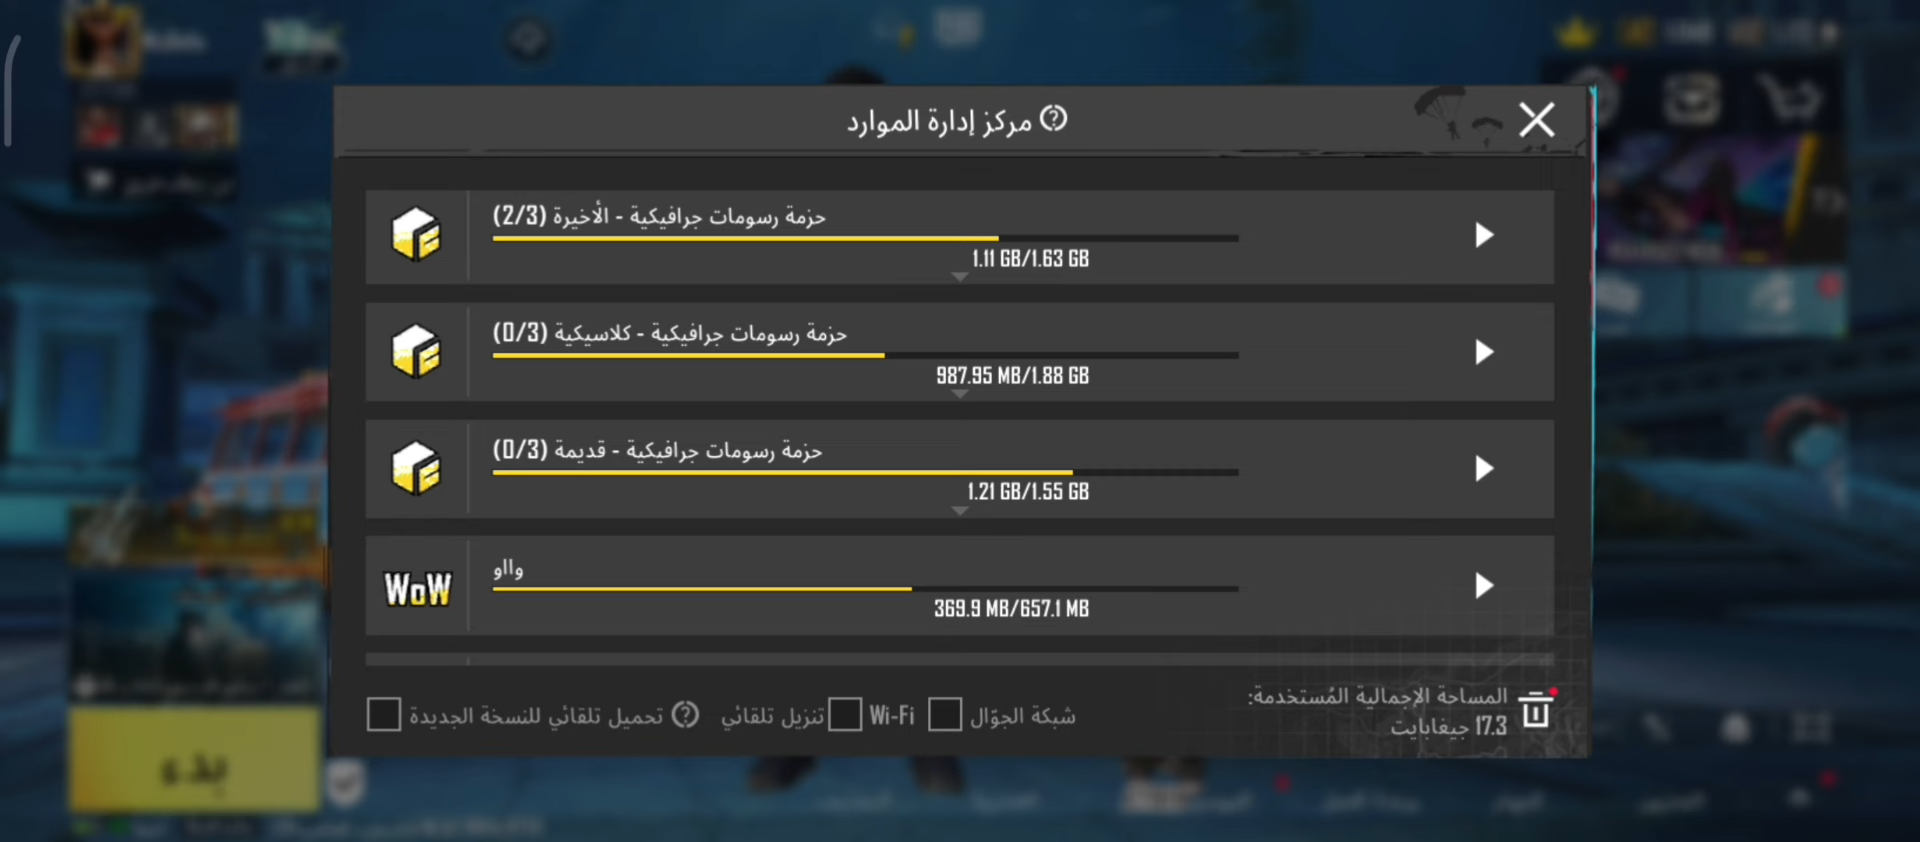 مركز إدارة الموارد
حزمة رسومات جرافيكية - الأخيرة (2/3)
1.11 GB/1.63 GB
حزمة رسومات جرافيكية - كلاسيكية (0/3)
987.95 MB/1.88 GB
حزمة رسومات جرافيكية - قديمة (0/3)
1.21 GB/1.55 GB
WOW
وااو
369.9 MB/657.1 MB
المساحة الإجمالية المُستخدمة:
17.3 جيغابايت
تحميل تلقائي للنسخة الجديدة
تنزيل تلقائي
Wi-Fi
شبكة الجوّال
بدء